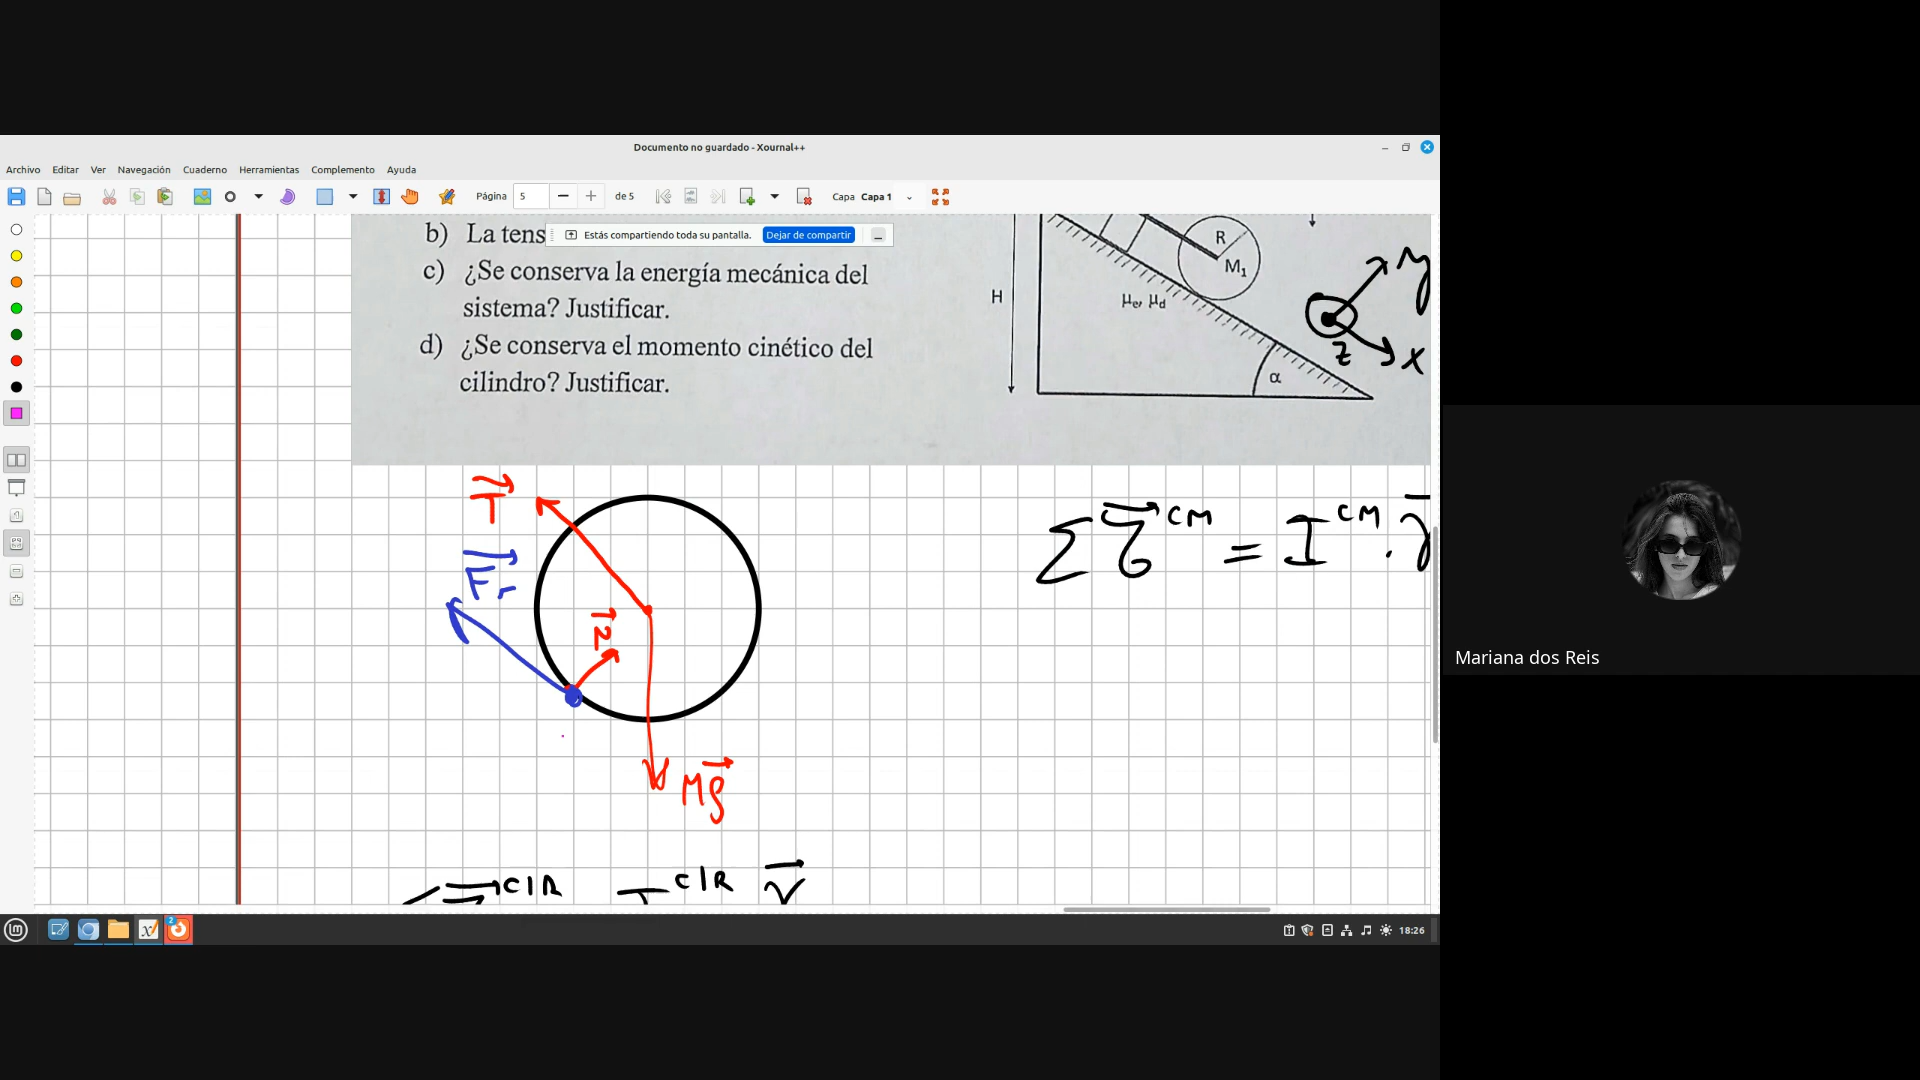 Documento no guardado - Xournal++
Archivo Editar Ver Navegación Cuaderno Herramientas Complemento Ayuda
Página 5 de 5 Capa Capa 1
Estás compartiendo toda su pantalla. Dejar de compartir
b) La tens
c) ¿Se conserva la energía mecánica del
sistema? Justificar.
d) ¿Se conserva el momento cinético del
cilindro? Justificar.
R
M₁
H
μe, μd
α
y
z
x
T
Fr
Mg
Σ τ CM = I CM . γ
CIR I CIR γ
Mariana dos Reis
2
18:26